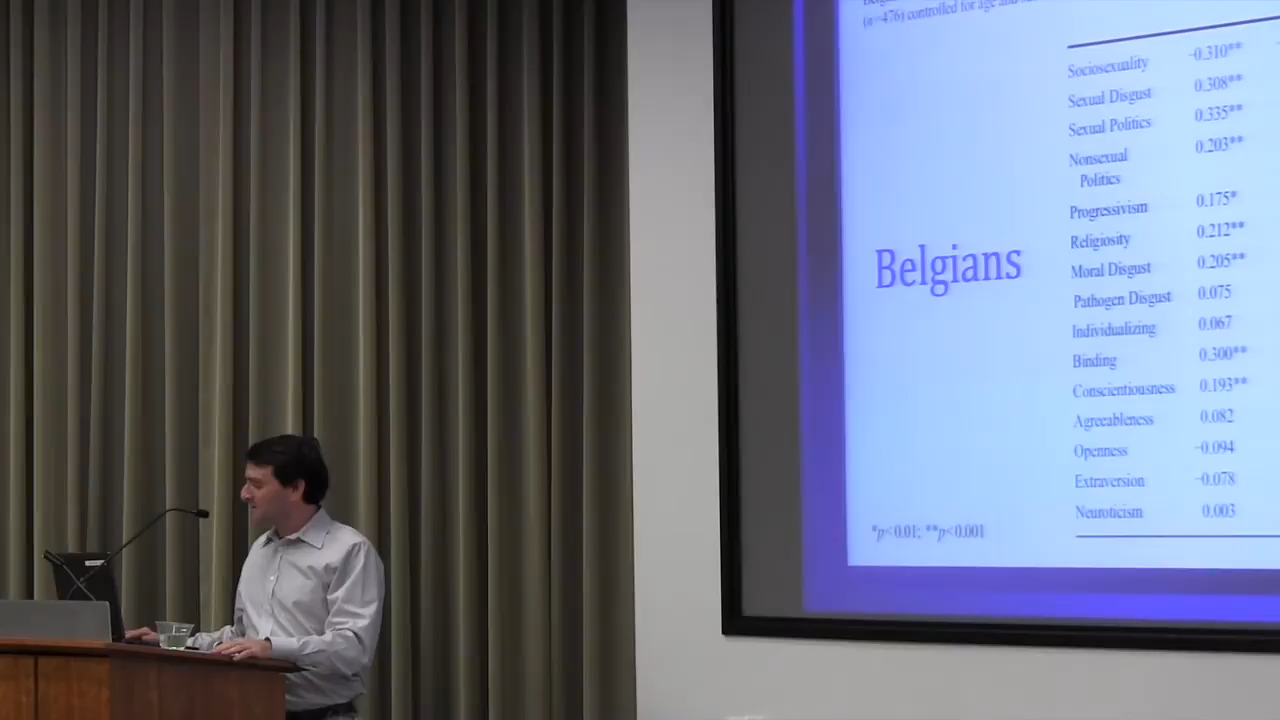 (n=476) controlled for age and
Sociosexuality −0.310**
Sexual Disgust 0.308**
Sexual Politics 0.335**
Nonsexual 0.203**
Politics
Progressivism 0.175*
Religiosity 0.212**
Belgians
Moral Disgust 0.205**
Pathogen Disgust 0.075
Individualizing 0.067
Binding 0.300**
Conscientiousness 0.193**
Agreeableness 0.082
Openness −0.094
Extraversion −0.078
Neuroticism 0.003
*p<0.01; **p<0.001